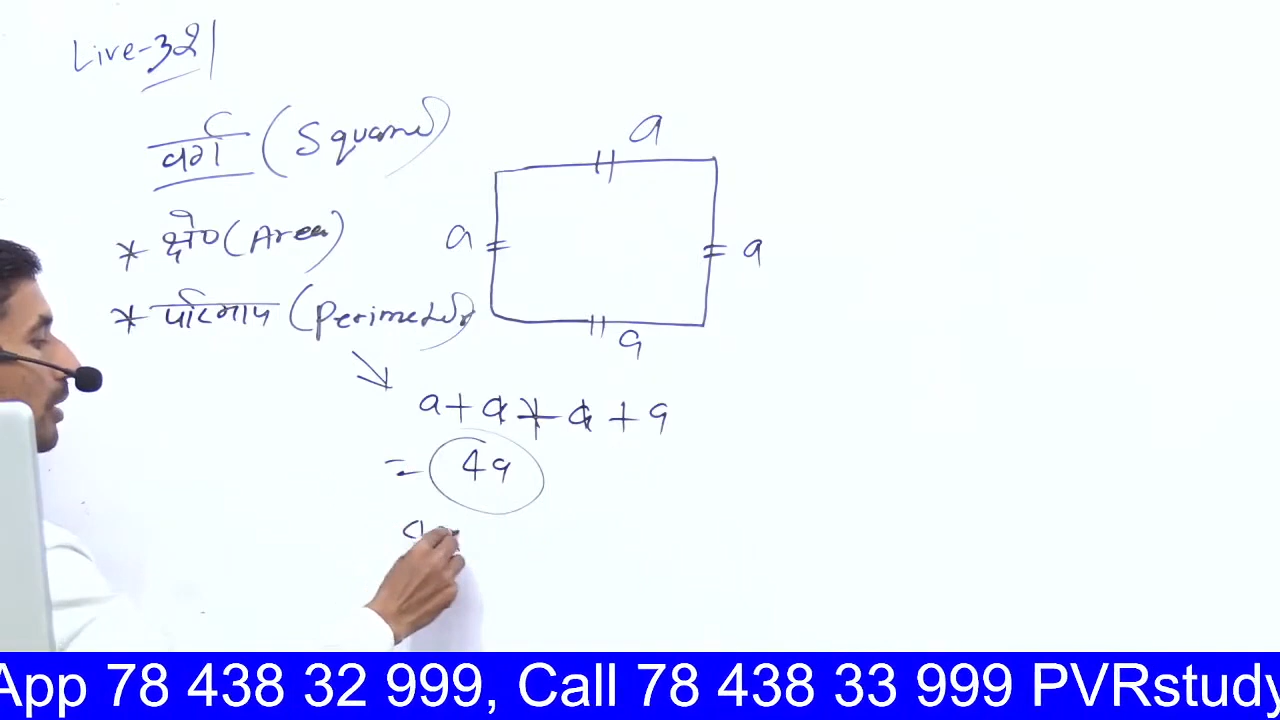 Live-321
वर्ग (Square)
* क्षे० (Area)
* परिमाप (Perimeter)
a
a
a
a
a + a + a + a
= 4a
App 78 438 32 999, Call 78 438 33 999 PVRstudy